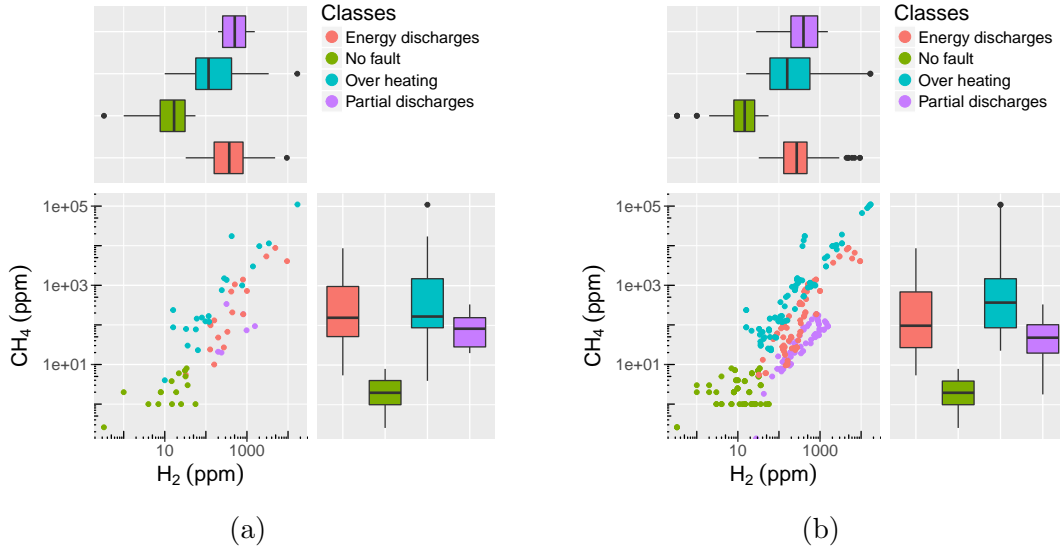 Classes
Energy discharges
No fault
Over heating
Partial discharges
1e+05
1e+03
1e+01
CH4 (ppm)
10
1000
H2 (ppm)
(a)
Classes
Energy discharges
No fault
Over heating
Partial discharges
1e+05
1e+03
1e+01
CH4 (ppm)
10
1000
H2 (ppm)
(b)